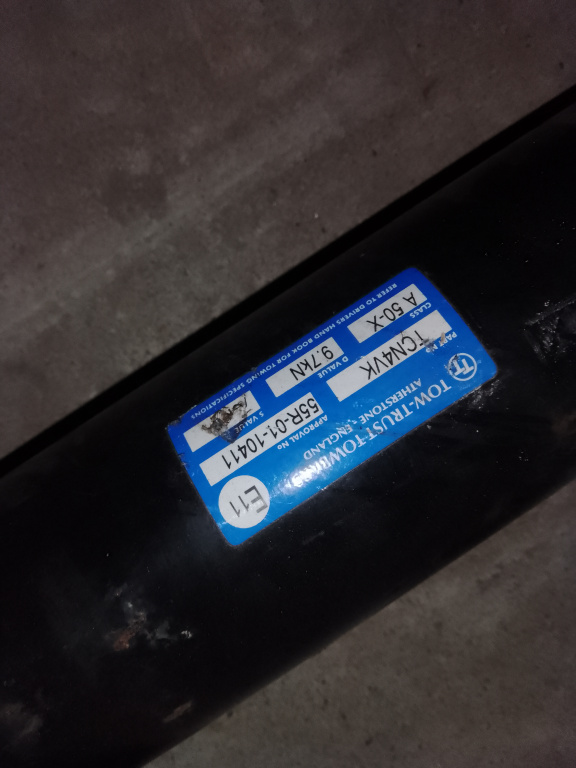 TT
TOW-TRUST-TOWBARS
ATHERSTONE, ENGLAND
PART No
TCN4VK
APPROVAL No
55R-01-10411
E11
CLASS
A 50-X
D VALUE
9.7kN
S VALUE
REFER TO DRIVERS HAND BOOK FOR TOWING SPECIFICATIONS